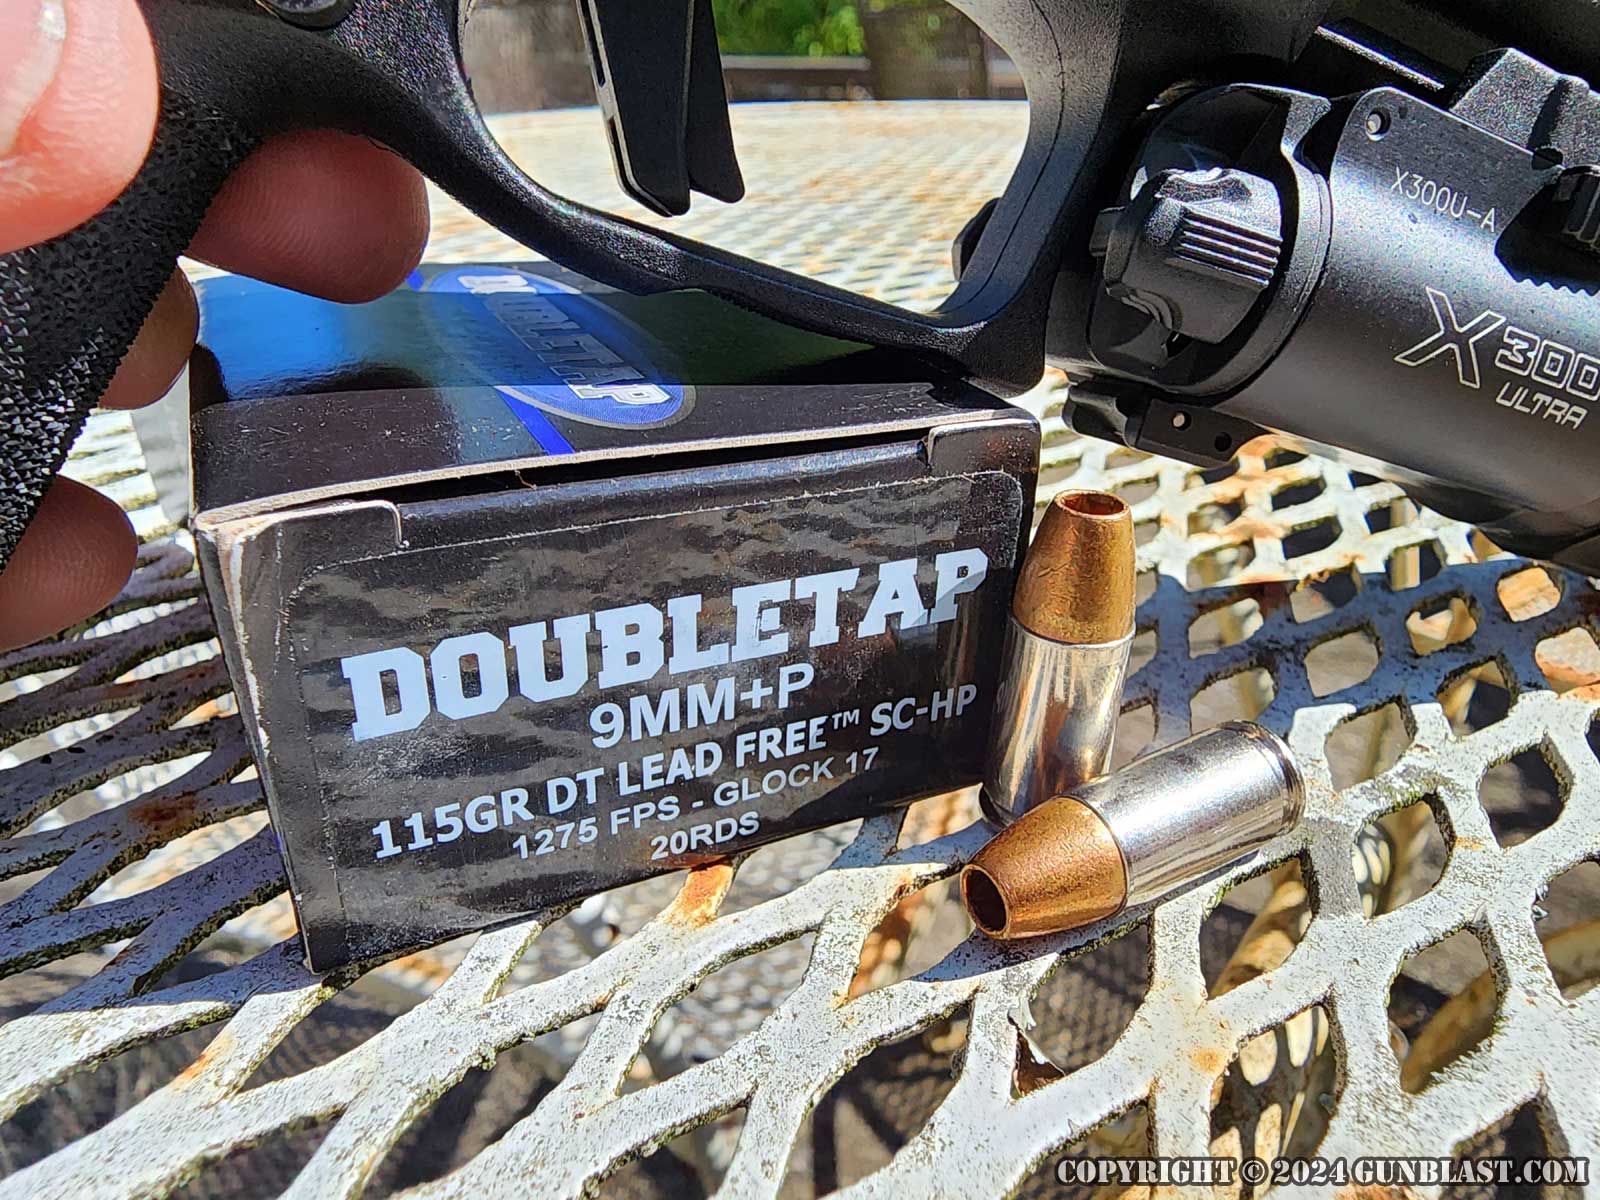 X300U-A
X300
ULTRA
DOUBLETAP
DOUBLETAP
9MM+P
115GR DT LEAD FREE™ SC-HP
1275 FPS - GLOCK 17
20RDS
COPYRIGHT © 2024 GUNBLAST.COM